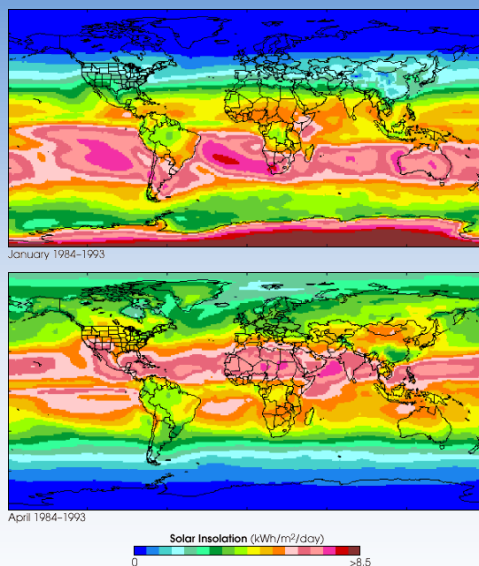 January 1984–1993
April 1984–1993
Solar Insolation (kWh/m²/day)
0 >8.5